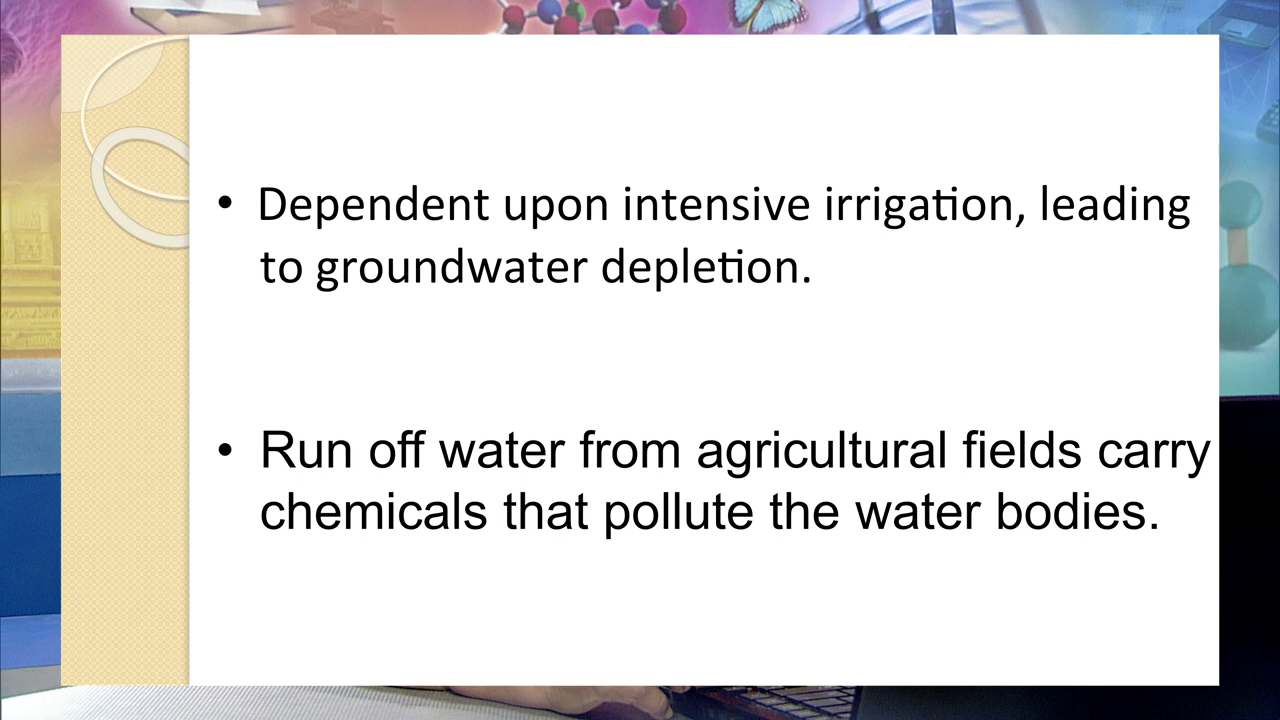 • Dependent upon intensive irrigation, leading
to groundwater depletion.
• Run off water from agricultural fields carry
chemicals that pollute the water bodies.